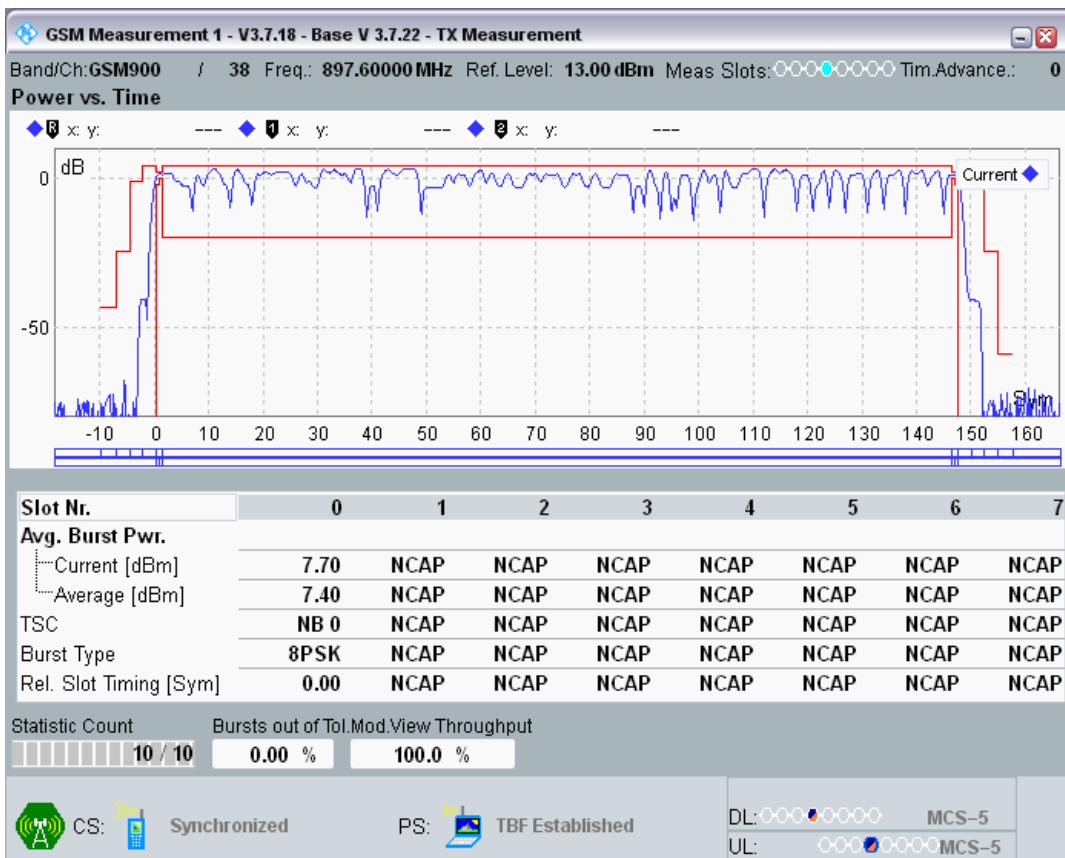 GSM Measurement 1 - V3.7.18 - Base V 3.7.22 - TX Measurement
Band/Ch:GSM900 / 38 Freq.: 897.60000 MHz Ref. Level: 13.00 dBm Meas Slots: Tim.Advance.: 0
Power vs. Time
R x: y: --- 1 x: y: --- 2 x: y: ---
dB
0
Current
-50
Sym
-10 0 10 20 30 40 50 60 70 80 90 100 110 120 130 140 150 160
Slot Nr. 0 1 2 3 4 5 6 7
Avg. Burst Pwr.
Current [dBm] 7.70 NCAP NCAP NCAP NCAP NCAP NCAP NCAP
Average [dBm] 7.40 NCAP NCAP NCAP NCAP NCAP NCAP NCAP
TSC NB 0 NCAP NCAP NCAP NCAP NCAP NCAP NCAP
Burst Type 8PSK NCAP NCAP NCAP NCAP NCAP NCAP NCAP
Rel. Slot Timing [Sym] 0.00 NCAP NCAP NCAP NCAP NCAP NCAP NCAP
Statistic Count Bursts out of Tol.Mod.View Throughput
10 / 10 0.00 % 100.0 %
CS: Synchronized PS: TBF Established
DL: MCS-5
UL: MCS-5